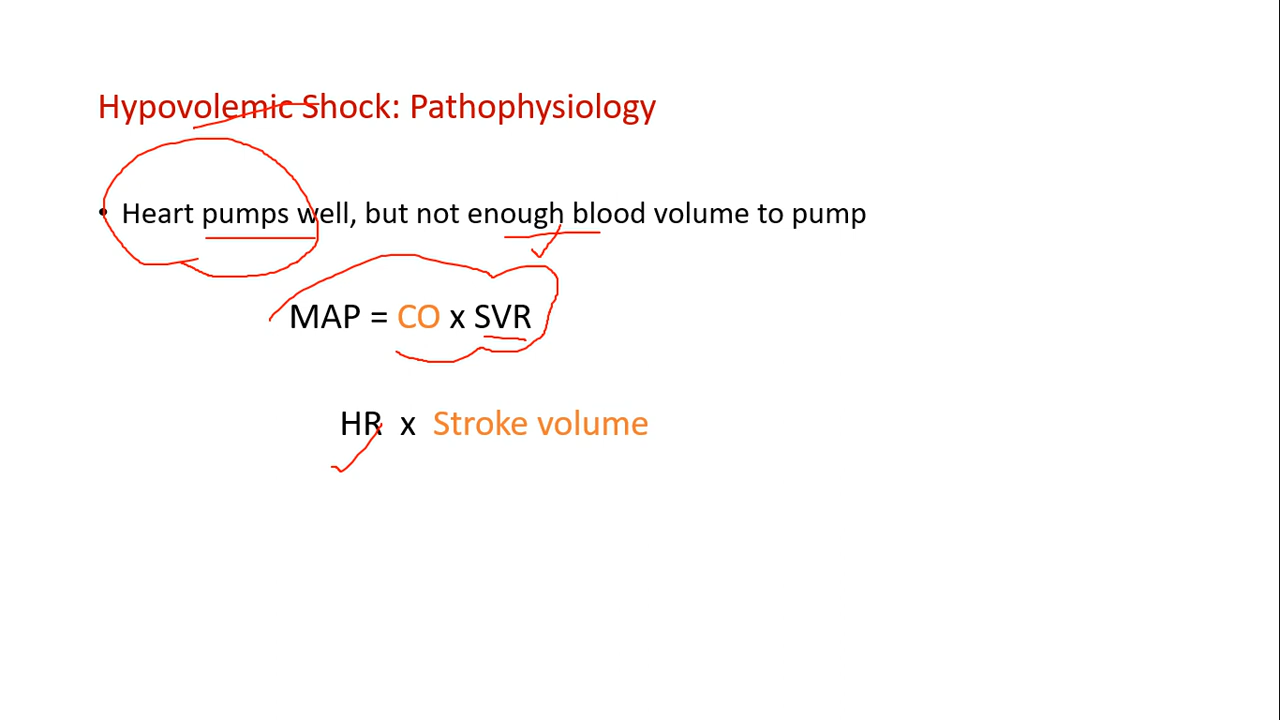 Hypovolemic Shock: Pathophysiology
• Heart pumps well, but not enough blood volume to pump
MAP = CO x SVR
HR x Stroke volume